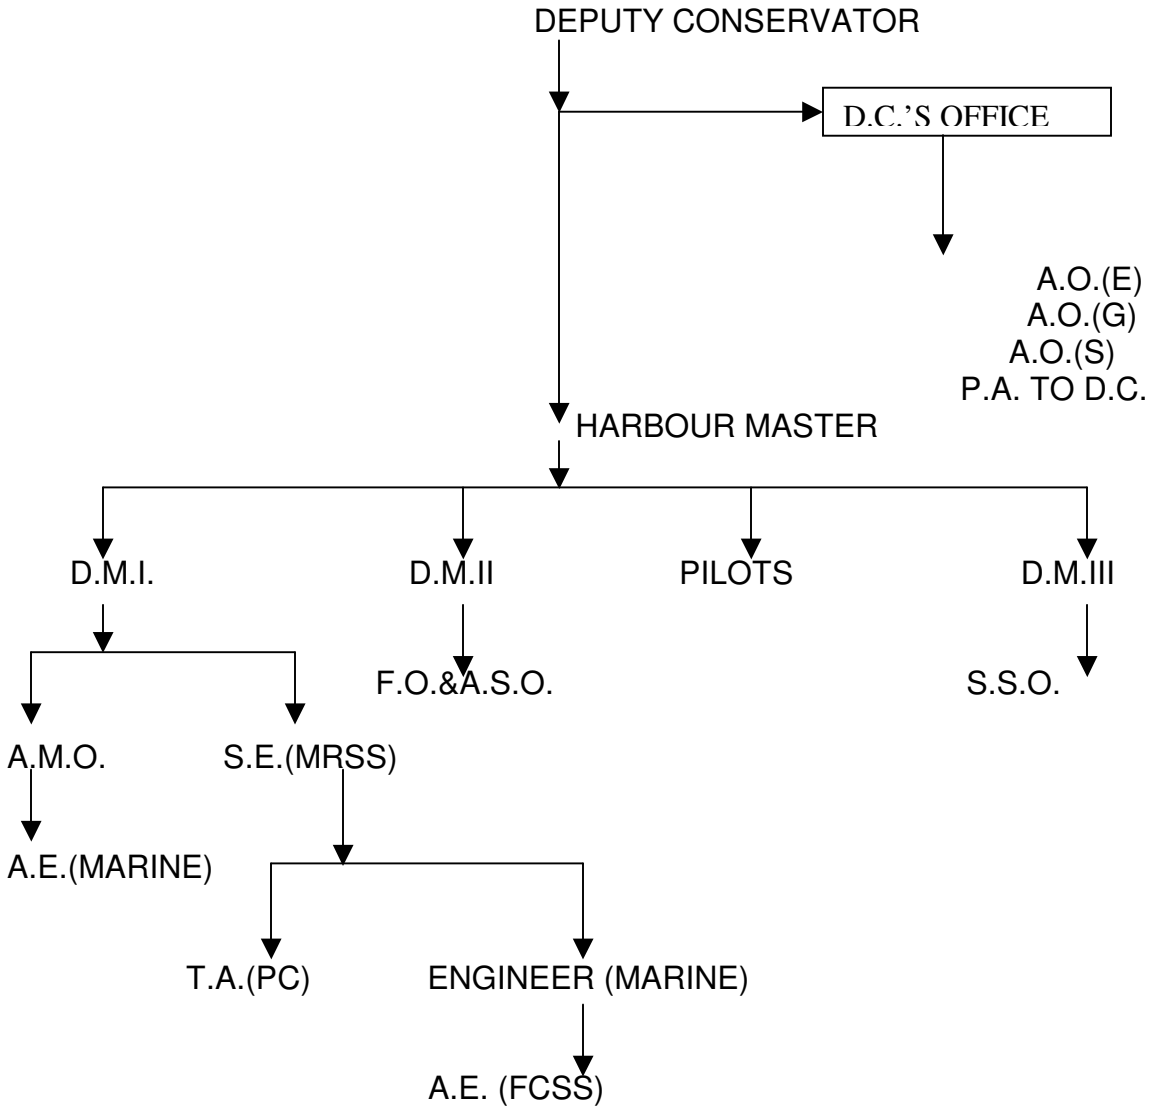 DEPUTY CONSERVATOR
D.C.'S OFFICE
A.O.(E)
A.O.(G)
A.O.(S)
P.A. TO D.C.
HARBOUR MASTER
D.M.I. D.M.II PILOTS D.M.III
F.O.&A.S.O. S.S.O.
A.M.O. S.E.(MRSS)
A.E.(MARINE)
T.A.(PC) ENGINEER (MARINE)
A.E. (FCSS)